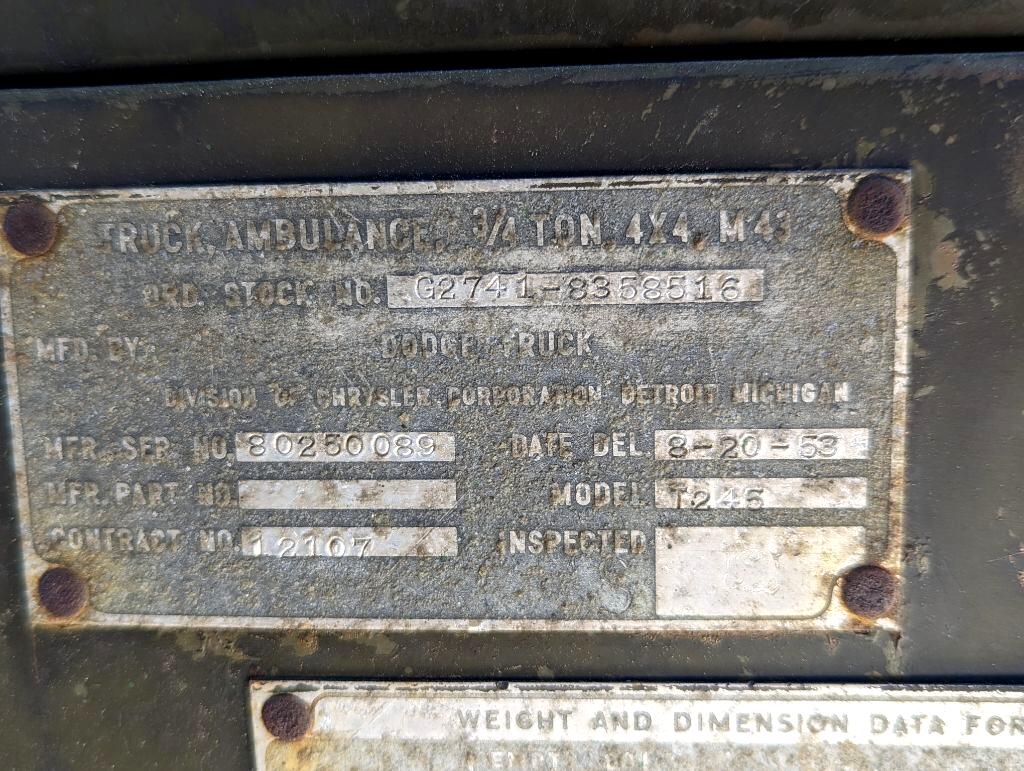 TRUCK, AMBULANCE, 3/4 TON, 4X4, M43
ORD. STOCK NO. G2741-8358516
MFD. BY: DODGE TRUCK
DIVISION OF CHRYSLER CORPORATION DETROIT MICHIGAN
MFR. SER NO. 80250089 DATE DEL 8-20-53
MFR. PART NO. MODEL T245
CONTRACT NO. 12107 INSPECTED
WEIGHT AND DIMENSION DATA FOR